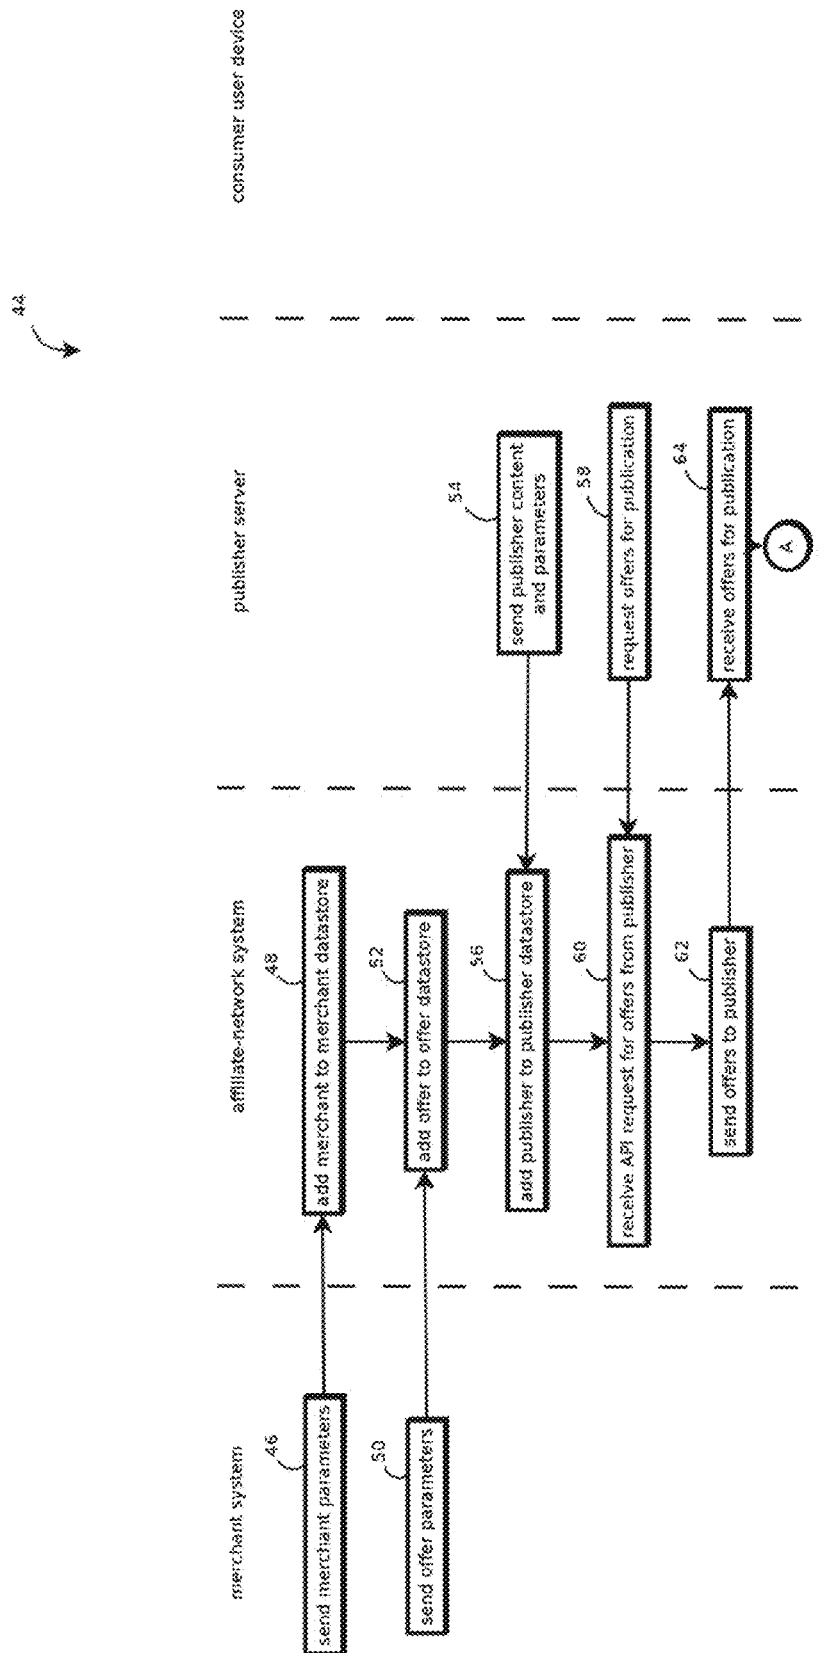 44
merchant system
affiliate-network system
publisher server
consumer user device
46
send merchant parameters
48
add merchant to merchant datastore
50
send offer parameters
52
add offer to offer datastore
54
send publisher content
and parameters
56
add publisher to publisher datastore
58
request offers for publication
60
receive API request for offers from publisher
62
send offers to publisher
64
receive offers for publication
A